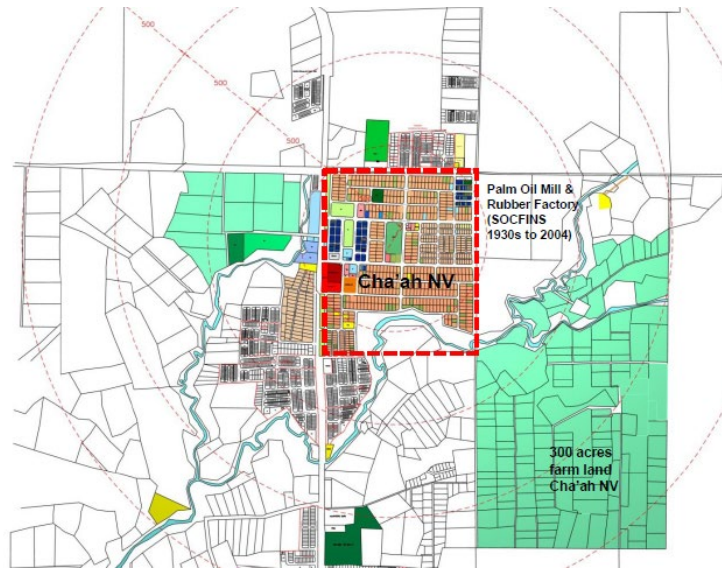 500
500
500
Palm Oil Mill &
Rubber Factory
(SOCFINS
1930s to 2004)
Cha'ah NV
300 acres
farm land
Cha'ah NV